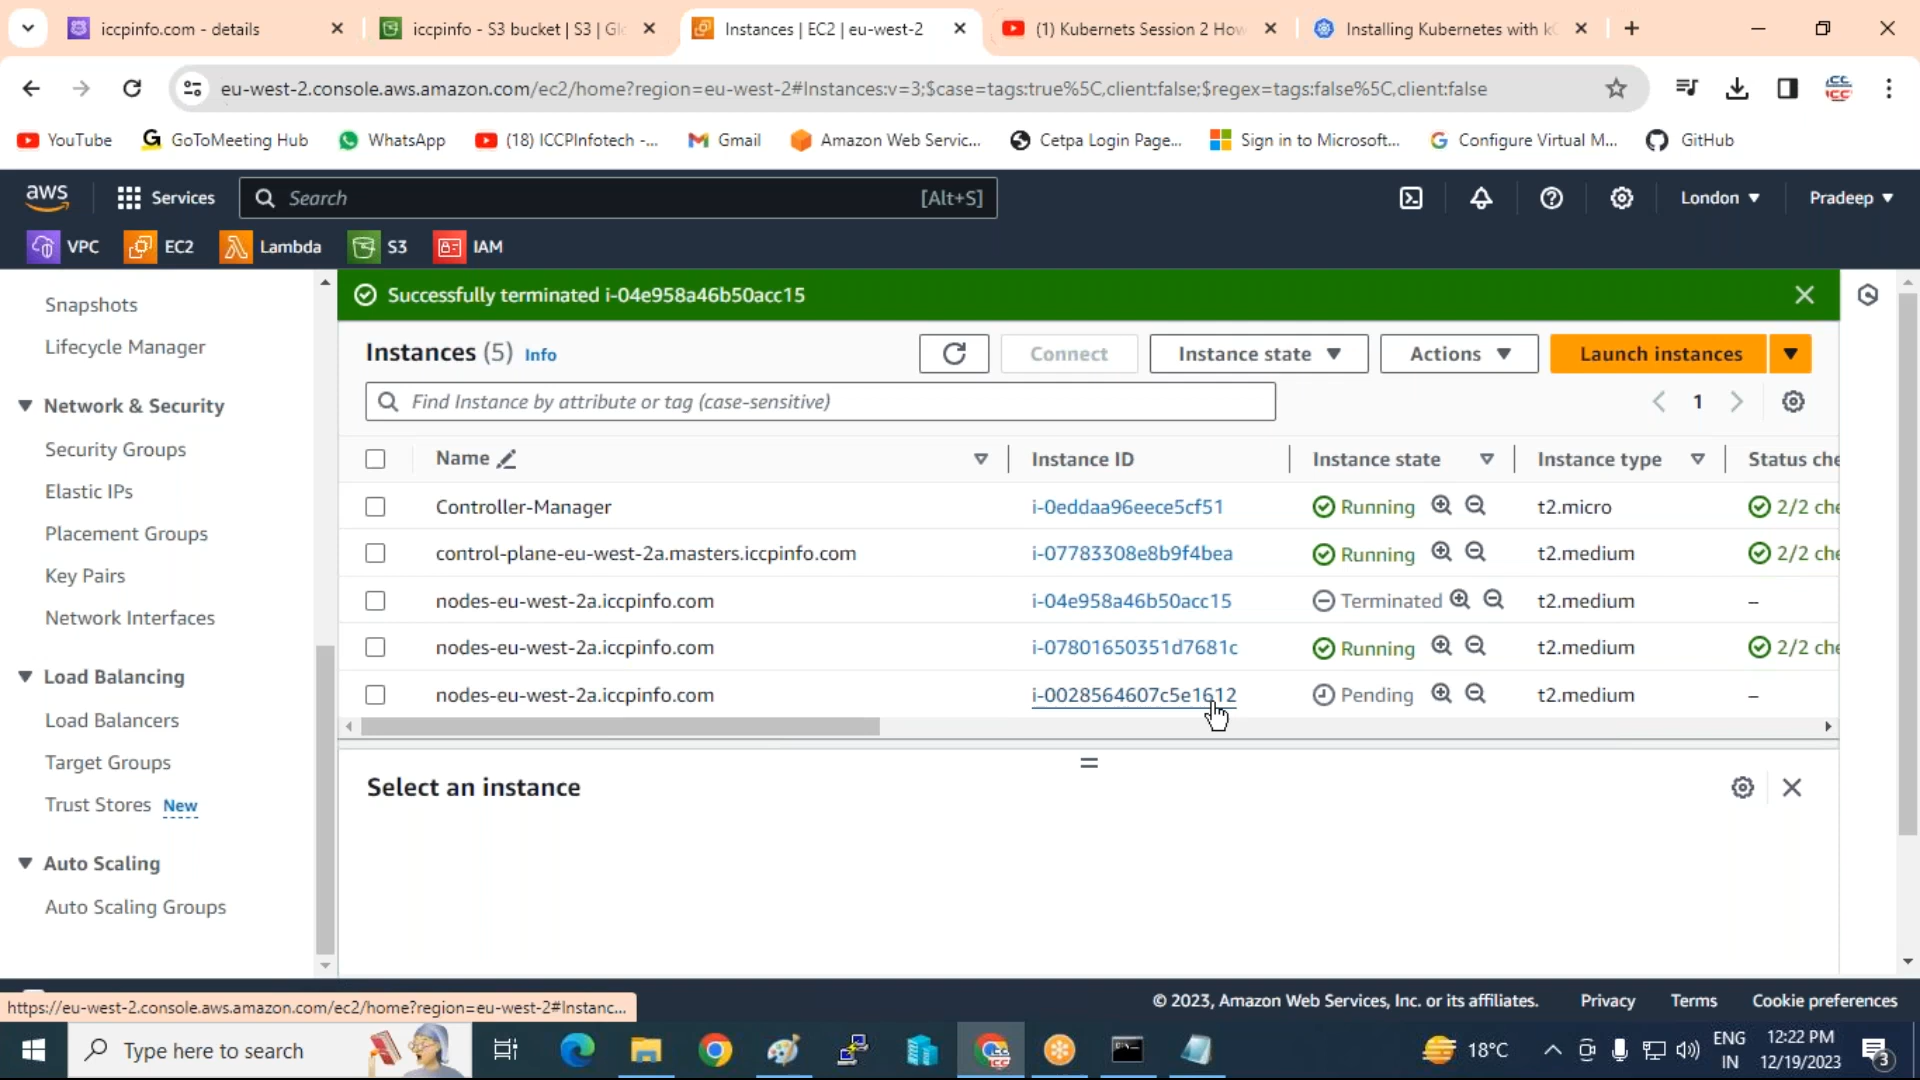 iccpinfo.com - details
iccpinfo - S3 bucket | S3 | Glo
Instances | EC2 | eu-west-2
(1) Kubernets Session 2 How
Installing Kubernetes with kO
eu-west-2.console.aws.amazon.com/ec2/home?region=eu-west-2#Instances:v=3;$case=tags:true%5C,client:false;$regex=tags:false%5C,client:false
YouTube
GoToMeeting Hub
WhatsApp
(18) ICCPInfotech -...
Gmail
Amazon Web Servic...
Cetpa Login Page...
Sign in to Microsoft...
Configure Virtual M...
GitHub
aws
Services
Search
[Alt+S]
London
Pradeep
VPC
EC2
Lambda
S3
IAM
Snapshots
Lifecycle Manager
Network & Security
Security Groups
Elastic IPs
Placement Groups
Key Pairs
Network Interfaces
Load Balancing
Load Balancers
Target Groups
Trust Stores New
Auto Scaling
Auto Scaling Groups
Successfully terminated i-04e958a46b50acc15
Instances (5) Info
Connect
Instance state
Actions
Launch instances
Find Instance by attribute or tag (case-sensitive)
1
Name Instance ID Instance state Instance type Status che
Controller-Manager i-0eddaa96eece5cf51 Running t2.micro 2/2 che
control-plane-eu-west-2a.masters.iccpinfo.com i-07783308e8b9f4bea Running t2.medium 2/2 che
nodes-eu-west-2a.iccpinfo.com i-04e958a46b50acc15 Terminated t2.medium –
nodes-eu-west-2a.iccpinfo.com i-07801650351d7681c Running t2.medium 2/2 che
nodes-eu-west-2a.iccpinfo.com i-0028564607c5e1612 Pending t2.medium –
Select an instance
https://eu-west-2.console.aws.amazon.com/ec2/home?region=eu-west-2#Instanc...
© 2023, Amazon Web Services, Inc. or its affiliates.
Privacy
Terms
Cookie preferences
Type here to search
18°C
ENG
IN
12:22 PM
12/19/2023
3